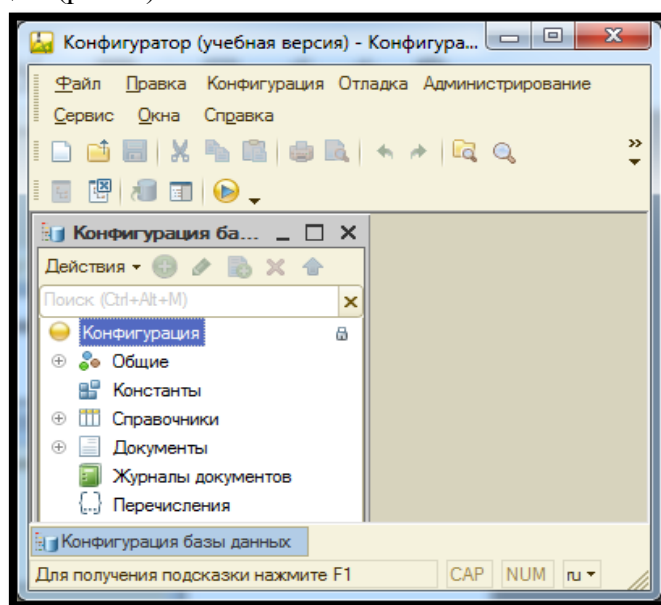 Конфигуратор (учебная версия) - Конфигура...
Файл Правка Конфигурация Отладка Администрирование
Сервис Окна Справка
Конфигурация ба...
Действия
Поиск (Ctrl+Alt+M)
Конфигурация
Общие
Константы
Справочники
Документы
Журналы документов
Перечисления
Конфигурация базы данных
Для получения подсказки нажмите F1 CAP NUM ru